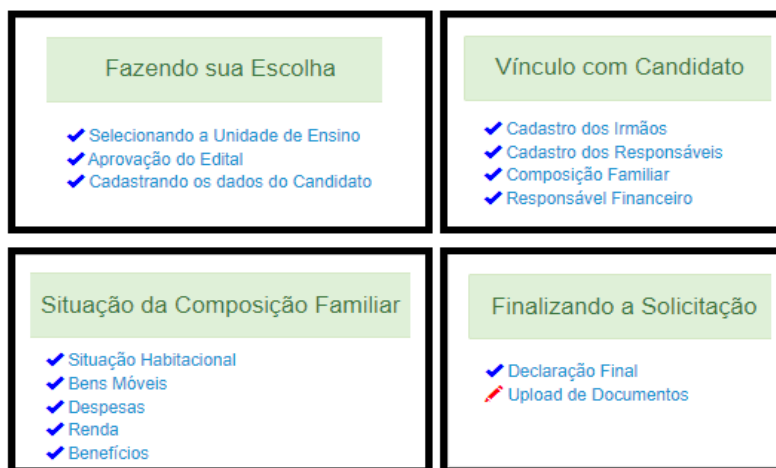 Fazendo sua Escolha
Selecionando a Unidade de Ensino
Aprovação do Edital
Cadastrando os dados do Candidato
Vínculo com Candidato
Cadastro dos Irmãos
Cadastro dos Responsáveis
Composição Familiar
Responsável Financeiro
Situação da Composição Familiar
Situação Habitacional
Bens Móveis
Despesas
Renda
Benefícios
Finalizando a Solicitação
Declaração Final
Upload de Documentos